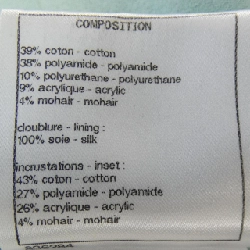 COMPOSITION
39% coton - cotton
38% polyamide - polyamide
10% polyurethane - polyurethane
9% acrylique - acrylic
4% mohair - mohair
doublure - lining :
100% soie - silk
incrustations - inset :
43% coton - cotton
27% polyamide - polyamide
26% acrylique - acrylic
4% mohair - mohair